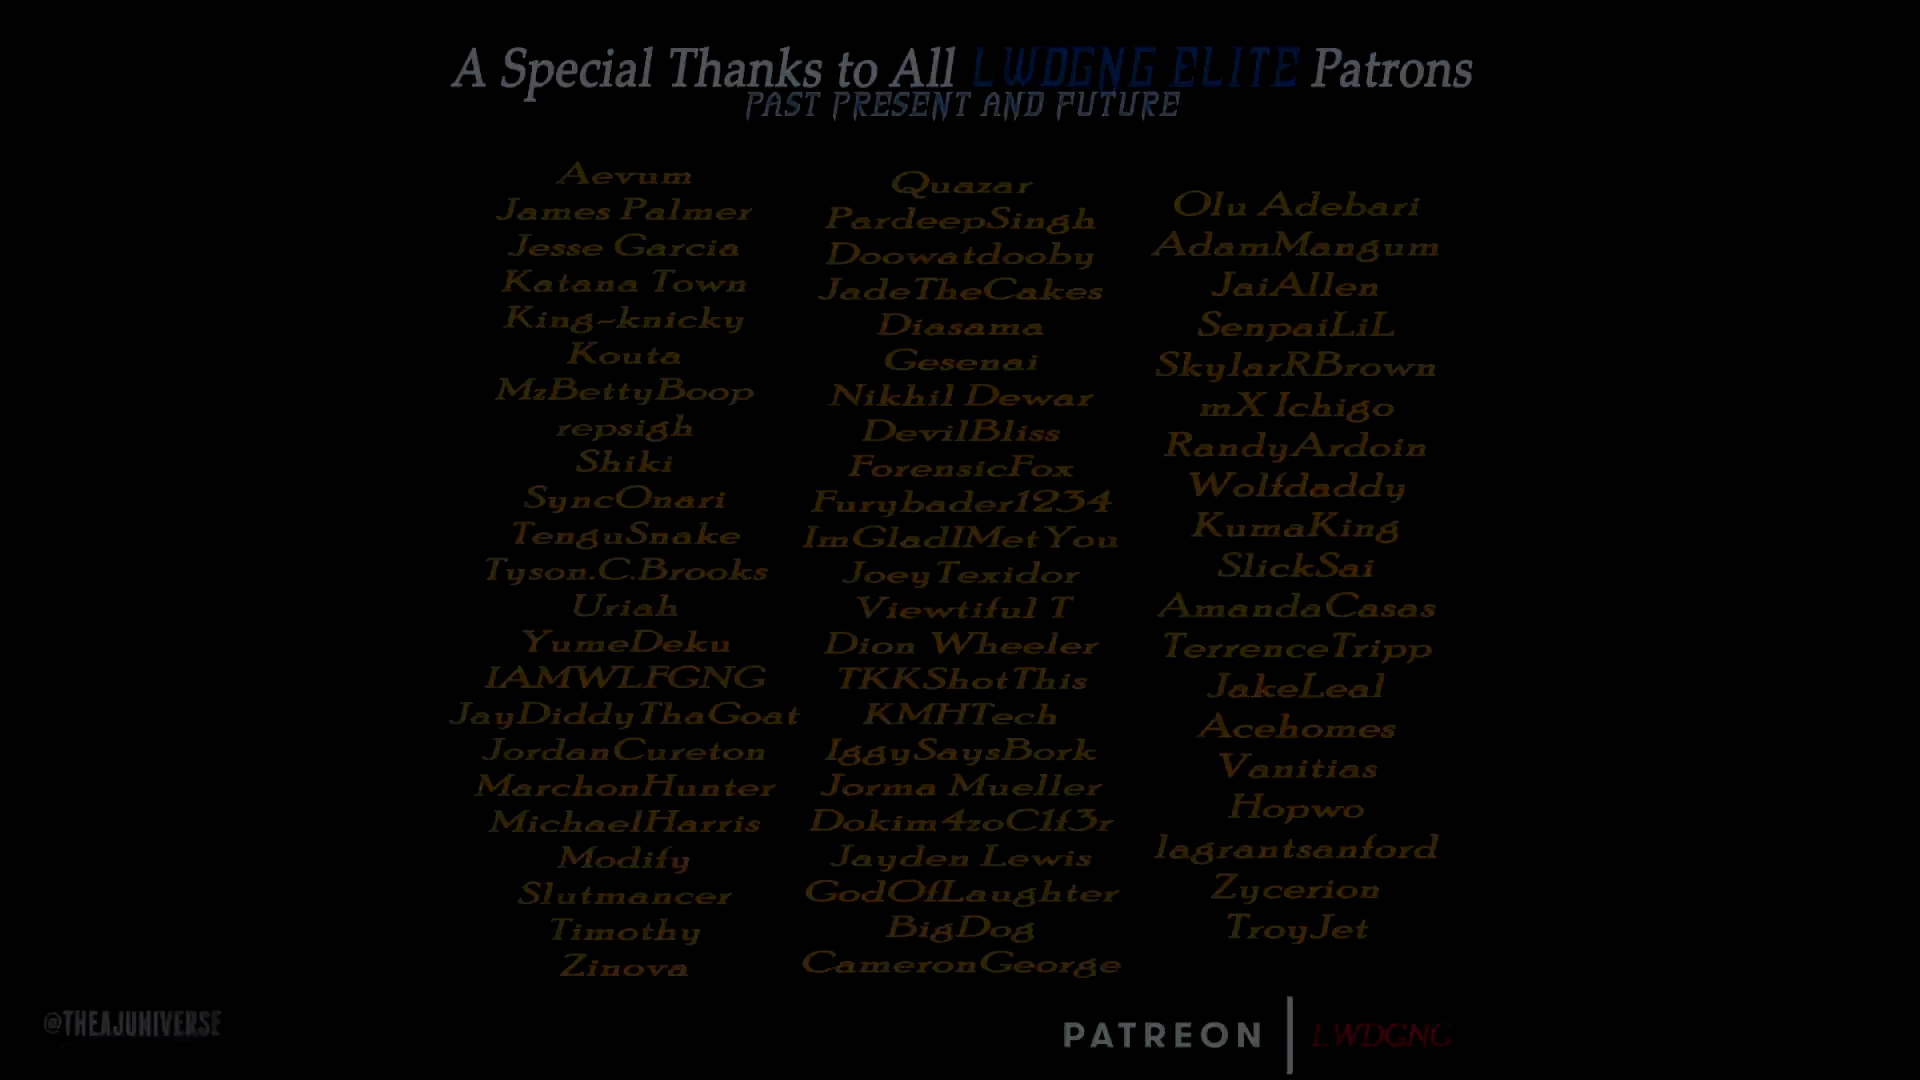 A Special Thanks to All LWDGNG ELITE Patrons
PAST PRESENT AND FUTURE
Aevum
James Palmer
Jesse Garcia
Katana Town
King-knicky
Kouta
MzBettyBoop
repsigh
Shiki
SyncOnari
TenguSnake
Tyson.C.Brooks
Uriah
YumeDeku
IAMWLFGNG
JayDiddyThaGoat
JordanCureton
MarchonHunter
MichaelHarris
Modify
Slutmancer
Timothy
Zinova
Quazar
PardeepSingh
Doowatdooby
JadeTheCakes
Diasama
Gesenai
Nikhil Dewar
DevilBliss
ForensicFox
Furybader1234
ImGladIMetYou
JoeyTexidor
Viewtiful T
Dion Wheeler
TKKShotThis
KMHTech
IggySaysBork
Jorma Mueller
Dokim4zoC1f3r
Jayden Lewis
GodOfLaughter
BigDog
CameronGeorge
Olu Adebari
AdamMangum
JaiAllen
SenpaiLiL
SkylarRBrown
mX Ichigo
RandyArdoin
Wolfdaddy
KumaKing
SlickSai
AmandaCasas
TerrenceTripp
JakeLeal
Acehomes
Vanitias
Hopwo
lagrantsanford
Zycerion
TroyJet
@THEAJUNIVERSE
PATREON | LWDGNG